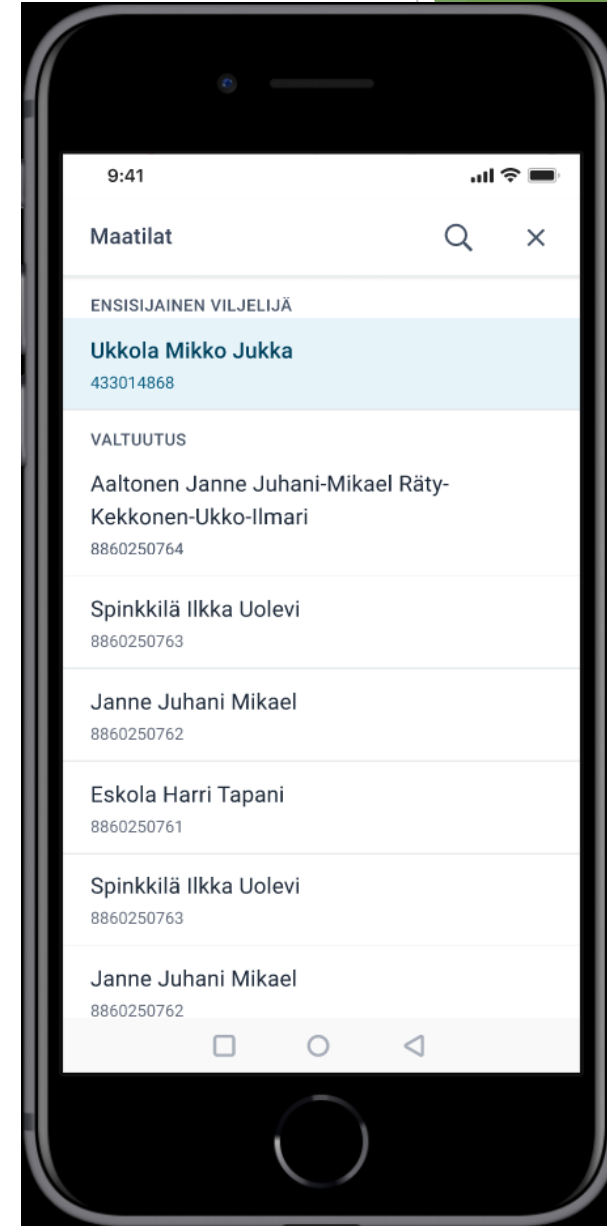 9:41
Maatilat
ENSISIJAINEN VILJELIJÄ
Ukkola Mikko Jukka
433014868
VALTUUTUS
Aaltonen Janne Juhani-Mikael Räty-
Kekkonen-Ukko-Ilmari
8860250764
Spinkkilä Ilkka Uolevi
8860250763
Janne Juhani Mikael
8860250762
Eskola Harri Tapani
8860250761
Spinkkilä Ilkka Uolevi
8860250763
Janne Juhani Mikael
8860250762